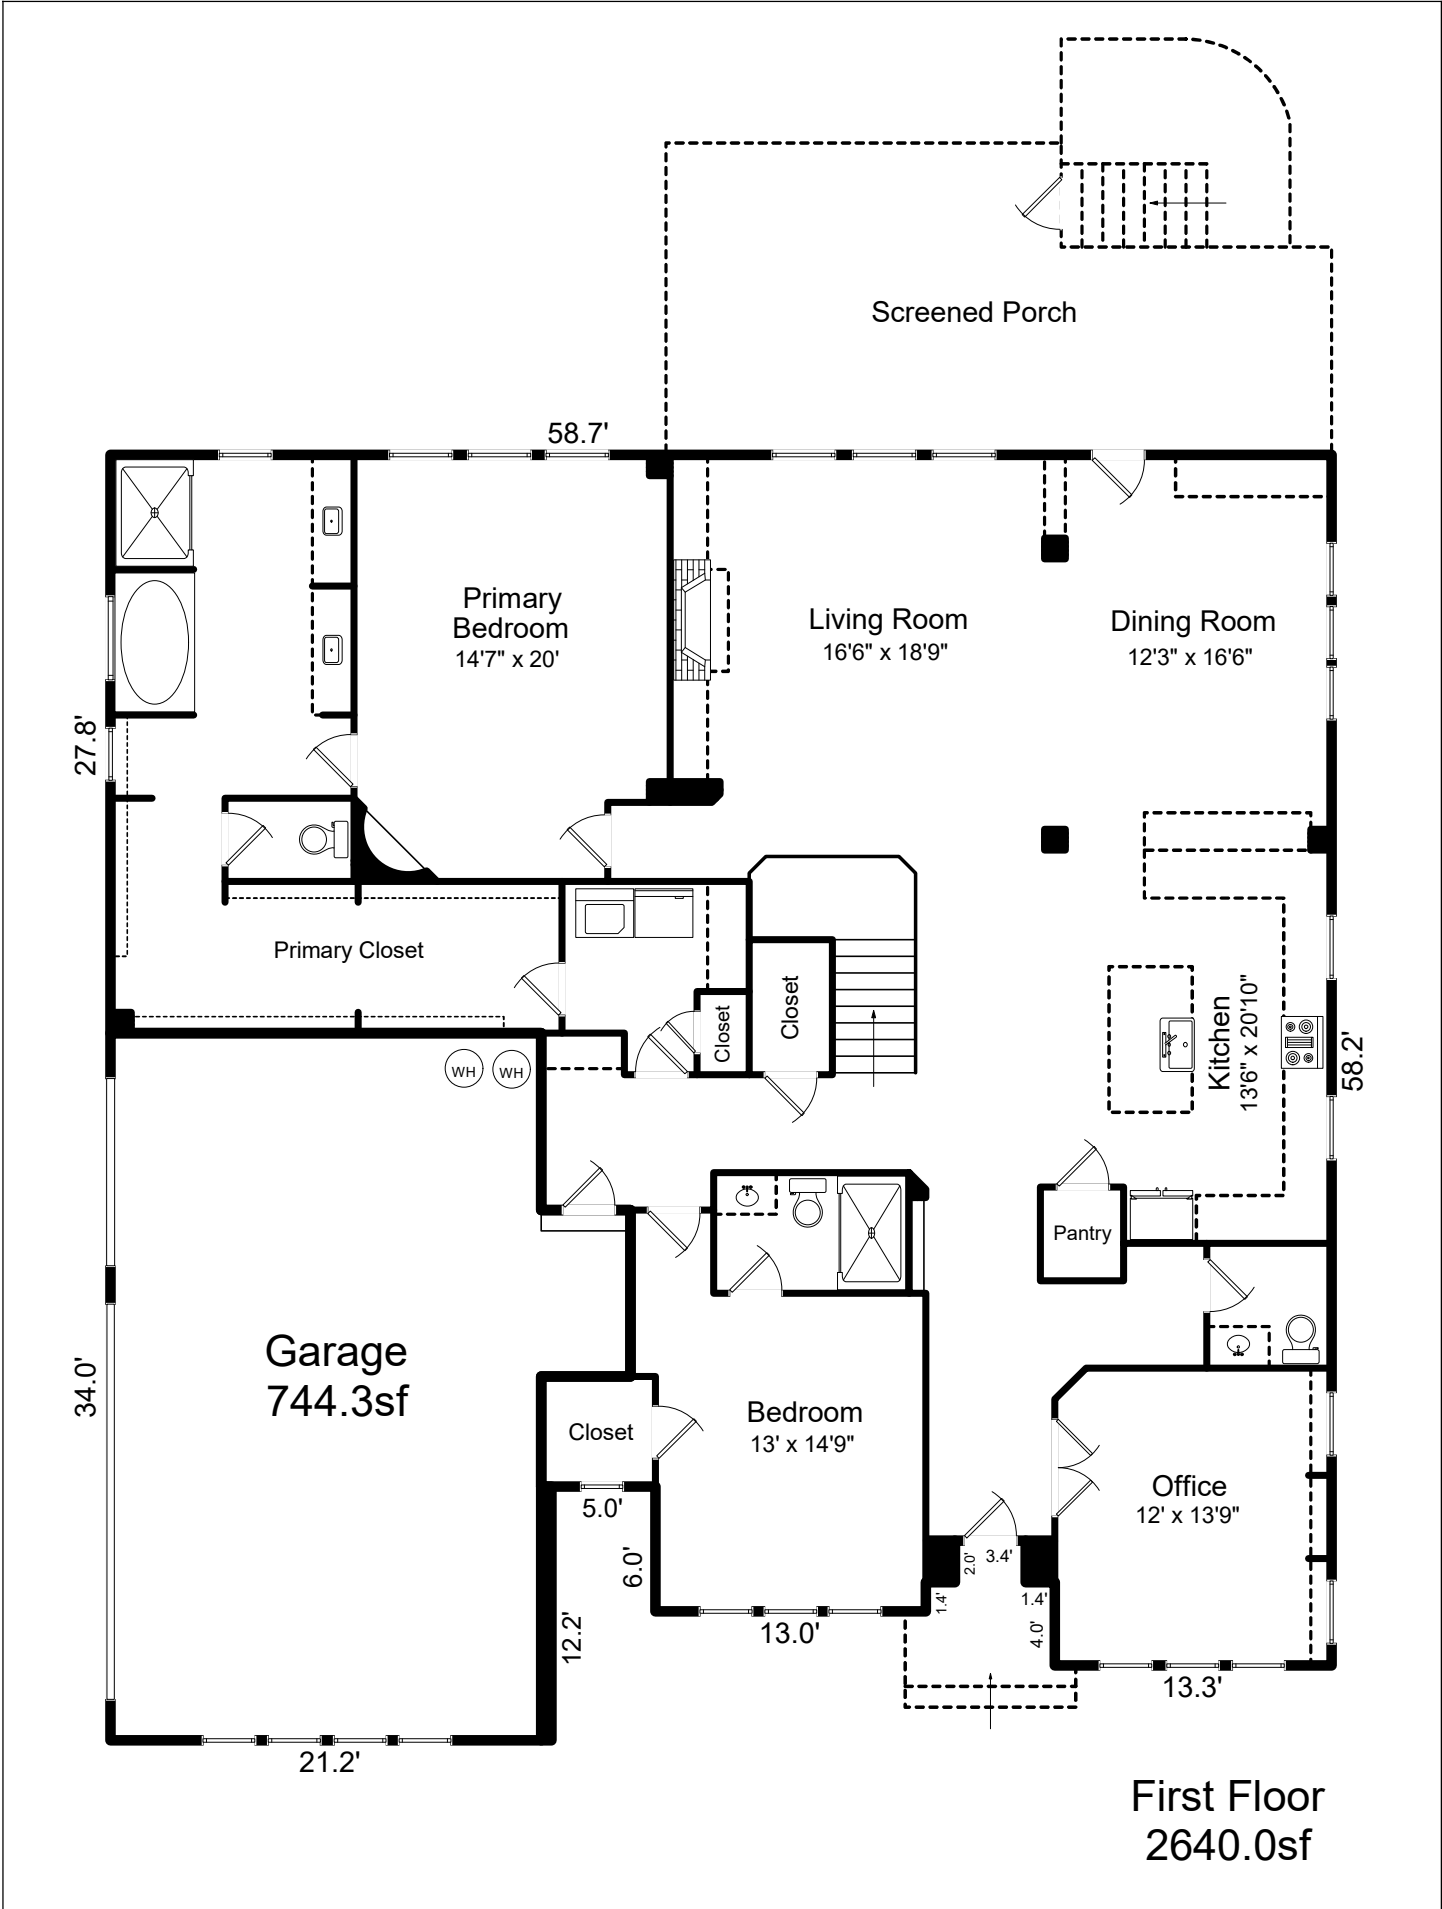 Screened Porch
58.7'
Primary
Bedroom
14'7" x 20'
Living Room
16'6" x 18'9"
Dining Room
12'3" x 16'6"
27.8'
Primary Closet
Closet
Closet
Kitchen
13'6" x 20'10"
58.2'
WH
WH
Pantry
Garage
744.3sf
34.0'
Closet
Bedroom
13' x 14'9"
Office
12' x 13'9"
5.0'
6.0'
12.2'
13.0'
1.4'
2.0'
3.4'
1.4'
4.0'
13.3'
21.2'
First Floor
2640.0sf